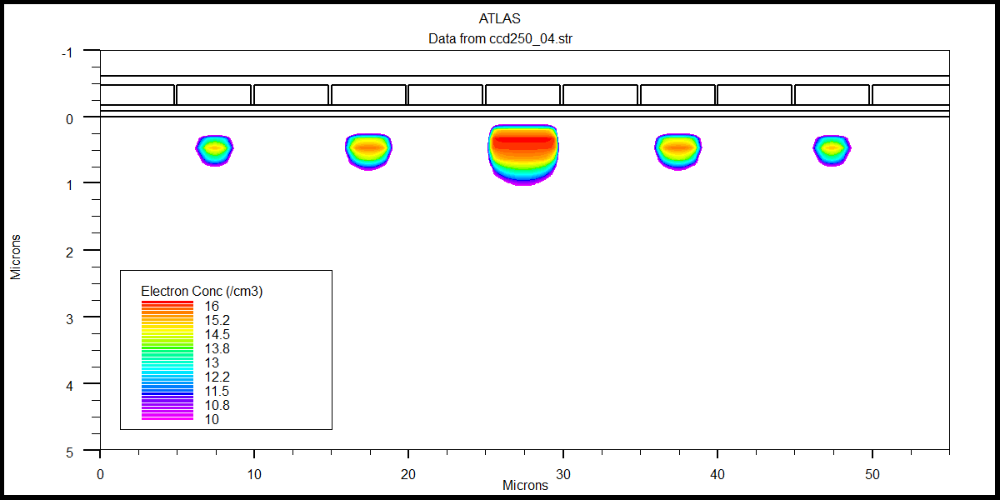 ATLAS
Data from ccd250_04.str
-1
0
1
2
3
4
5
Microns
Electron Conc (/cm3)
16
15.2
14.5
13.8
13
12.2
11.5
10.8
10
0 10 20 30 40 50
Microns